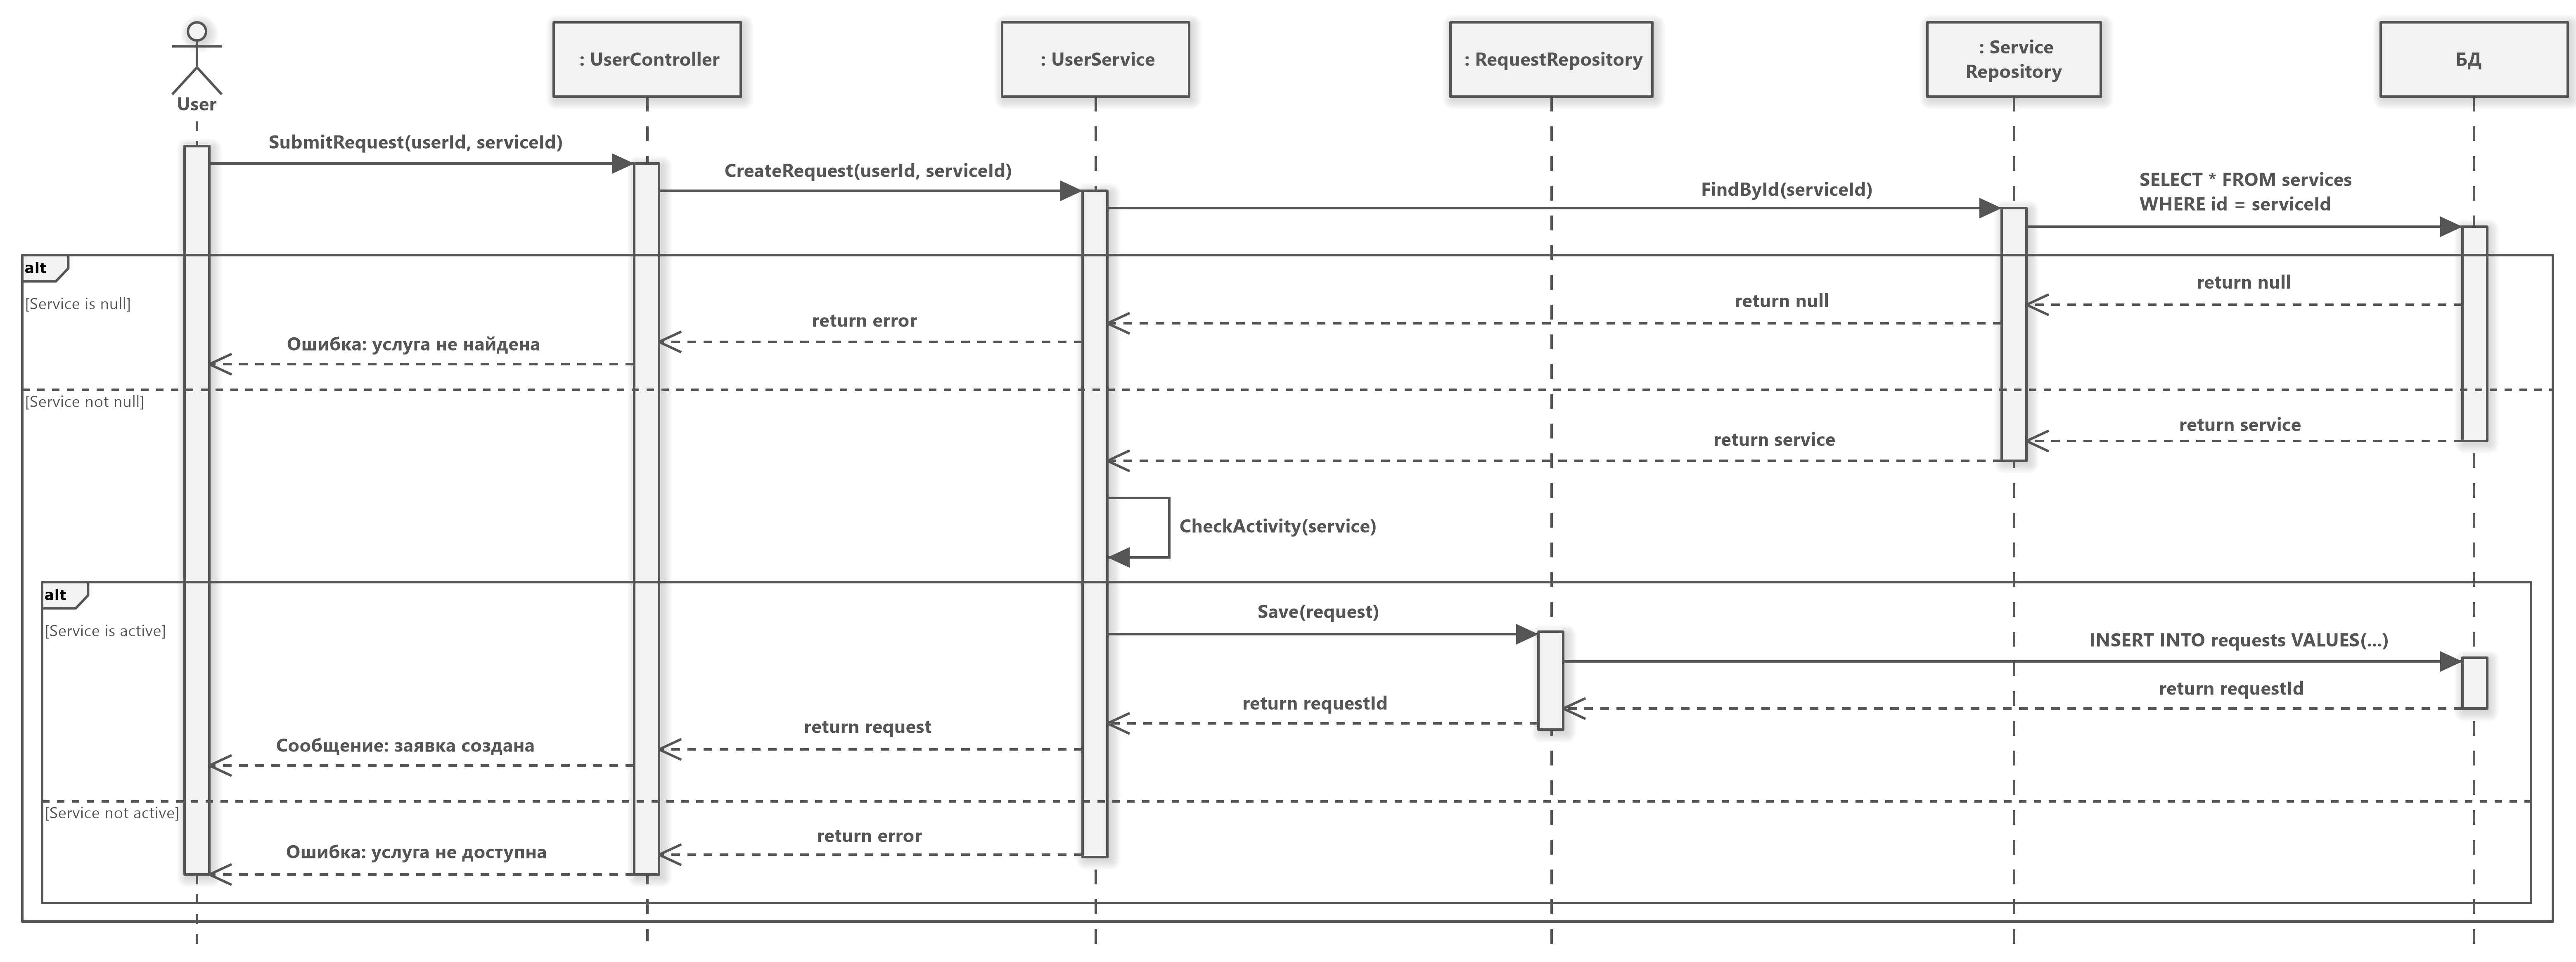 User
: UserController
: UserService
: RequestRepository
: Service
Repository
БД
SubmitRequest(userId, serviceId)
CreateRequest(userId, serviceId)
FindById(serviceId)
SELECT * FROM services
WHERE id = serviceId
alt
[Service is null]
return null
return null
return error
Ошибка: услуга не найдена
[Service not null]
return service
return service
CheckActivity(service)
alt
[Service is active]
Save(request)
INSERT INTO requests VALUES(...)
return requestId
return requestId
return request
Сообщение: заявка создана
[Service not active]
return error
Ошибка: услуга не доступна